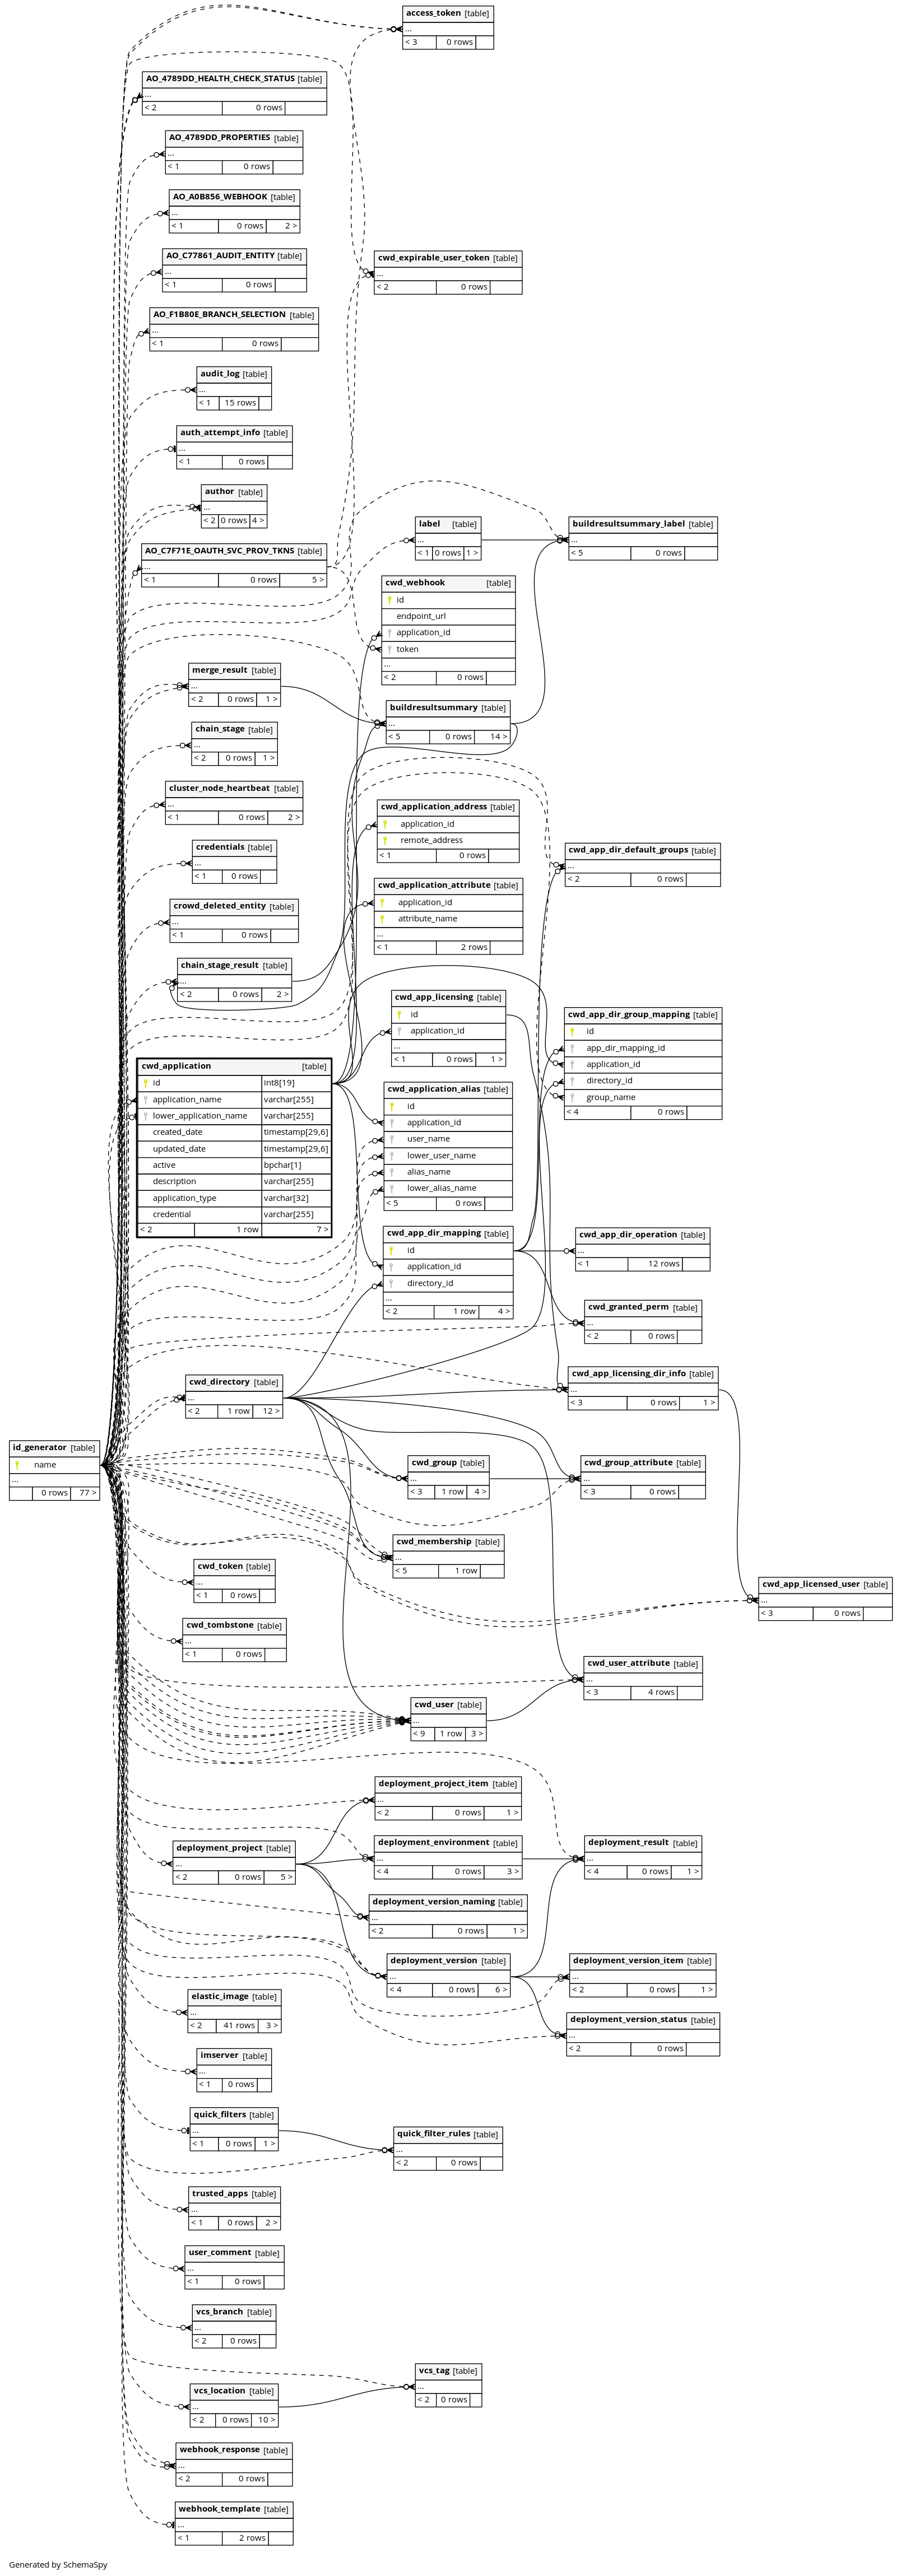 access_token [table]
...
< 3 0 rows
AO_4789DD_HEALTH_CHECK_STATUS [table]
...
< 2 0 rows
AO_4789DD_PROPERTIES [table]
...
< 1 0 rows
AO_A0B856_WEBHOOK [table]
...
< 1 0 rows 2 >
AO_C77861_AUDIT_ENTITY [table]
...
< 1 0 rows
cwd_expirable_user_token [table]
...
< 2 0 rows
AO_F1B80E_BRANCH_SELECTION [table]
...
< 1 0 rows
audit_log [table]
...
< 1 15 rows
auth_attempt_info [table]
...
< 1 0 rows
author [table]
...
< 2 0 rows 4 >
AO_C7F71E_OAUTH_SVC_PROV_TKNS [table]
...
< 1 0 rows 5 >
label [table]
...
< 1 0 rows 1 >
buildresultsummary_label [table]
...
< 5 0 rows
cwd_webhook [table]
id
endpoint_url
application_id
token
...
< 2 0 rows
merge_result [table]
...
< 2 0 rows 1 >
buildresultsummary [table]
...
< 5 0 rows 14 >
chain_stage [table]
...
< 2 0 rows 1 >
cluster_node_heartbeat [table]
...
< 1 0 rows 2 >
cwd_application_address [table]
application_id
remote_address
< 1 0 rows
credentials [table]
...
< 1 0 rows
cwd_app_dir_default_groups [table]
...
< 2 0 rows
crowd_deleted_entity [table]
...
< 1 0 rows
cwd_application_attribute [table]
application_id
attribute_name
...
< 1 2 rows
chain_stage_result [table]
...
< 2 0 rows 2 >
cwd_app_licensing [table]
id
application_id
...
< 1 0 rows 1 >
cwd_app_dir_group_mapping [table]
id
app_dir_mapping_id
application_id
directory_id
group_name
< 4 0 rows
cwd_application [table]
id int8[19]
application_name varchar[255]
lower_application_name varchar[255]
created_date timestamp[29,6]
updated_date timestamp[29,6]
active bpchar[1]
description varchar[255]
application_type varchar[32]
credential varchar[255]
< 2 1 row 7 >
cwd_application_alias [table]
id
application_id
user_name
lower_user_name
alias_name
lower_alias_name
< 5 0 rows
cwd_app_dir_mapping [table]
id
application_id
directory_id
...
< 2 1 row 4 >
cwd_app_dir_operation [table]
...
< 1 12 rows
cwd_granted_perm [table]
...
< 2 0 rows
cwd_directory [table]
...
< 2 1 row 12 >
cwd_app_licensing_dir_info [table]
...
< 3 0 rows 1 >
id_generator [table]
name
...
0 rows 77 >
cwd_group [table]
...
< 3 1 row 4 >
cwd_group_attribute [table]
...
< 3 0 rows
cwd_membership [table]
...
< 5 1 row
cwd_token [table]
...
< 1 0 rows
cwd_app_licensed_user [table]
...
< 3 0 rows
cwd_tombstone [table]
...
< 1 0 rows
cwd_user_attribute [table]
...
< 3 4 rows
cwd_user [table]
...
< 9 1 row 3 >
deployment_project_item [table]
...
< 2 0 rows 1 >
deployment_project [table]
...
< 2 0 rows 5 >
deployment_environment [table]
...
< 4 0 rows 3 >
deployment_result [table]
...
< 4 0 rows 1 >
deployment_version_naming [table]
...
< 2 0 rows 1 >
deployment_version [table]
...
< 4 0 rows 6 >
deployment_version_item [table]
...
< 2 0 rows 1 >
elastic_image [table]
...
< 2 41 rows 3 >
deployment_version_status [table]
...
< 2 0 rows
imserver [table]
...
< 1 0 rows
quick_filters [table]
...
< 1 0 rows 1 >
quick_filter_rules [table]
...
< 2 0 rows
trusted_apps [table]
...
< 1 0 rows 2 >
user_comment [table]
...
< 1 0 rows
vcs_branch [table]
...
< 2 0 rows
vcs_tag [table]
...
< 2 0 rows
vcs_location [table]
...
< 2 0 rows 10 >
webhook_response [table]
...
< 2 0 rows
webhook_template [table]
...
< 1 2 rows
Generated by SchemaSpy